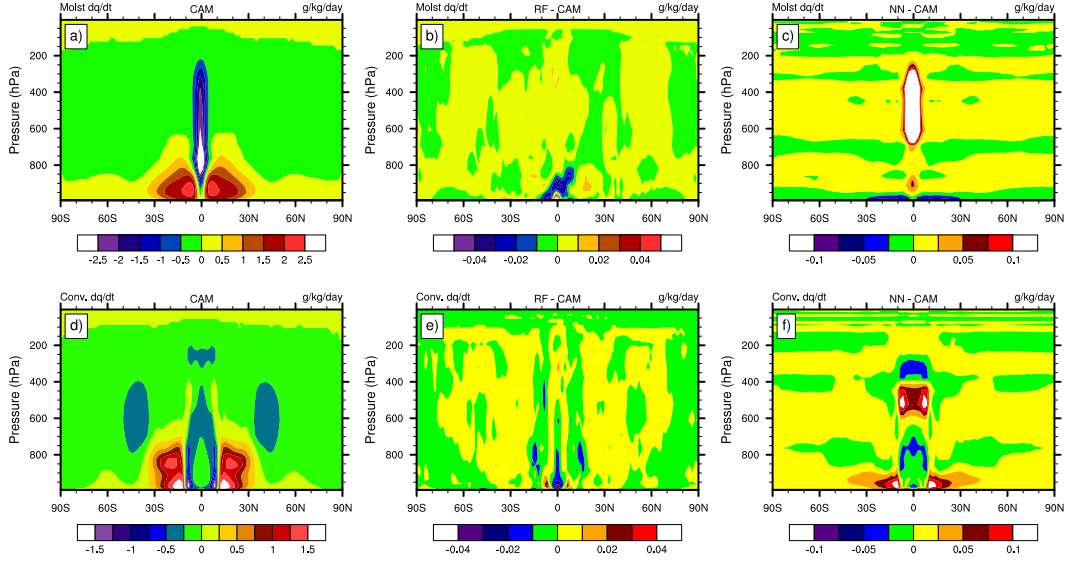 Moist dq/dt CAM g/kg/day
a)
Pressure (hPa)
200
400
600
800
90S 60S 30S 0 30N 60N 90N
-2.5 -2 -1.5 -1 -0.5 0 0.5 1 1.5 2 2.5
Moist dq/dt RF - CAM g/kg/day
b)
Pressure (hPa)
200
400
600
800
90S 60S 30S 0 30N 60N 90N
-0.04 -0.02 0 0.02 0.04
Moist dq/dt NN - CAM g/kg/day
c)
Pressure (hPa)
200
400
600
800
90S 60S 30S 0 30N 60N 90N
-0.1 -0.05 0 0.05 0.1
Conv. dq/dt CAM g/kg/day
d)
Pressure (hPa)
200
400
600
800
90S 60S 30S 0 30N 60N 90N
-1.5 -1 -0.5 0 0.5 1 1.5
Conv. dq/dt RF - CAM g/kg/day
e)
Pressure (hPa)
200
400
600
800
90S 60S 30S 0 30N 60N 90N
-0.04 -0.02 0 0.02 0.04
Conv. dq/dt NN - CAM g/kg/day
f)
Pressure (hPa)
200
400
600
800
90S 60S 30S 0 30N 60N 90N
-0.1 -0.05 0 0.05 0.1